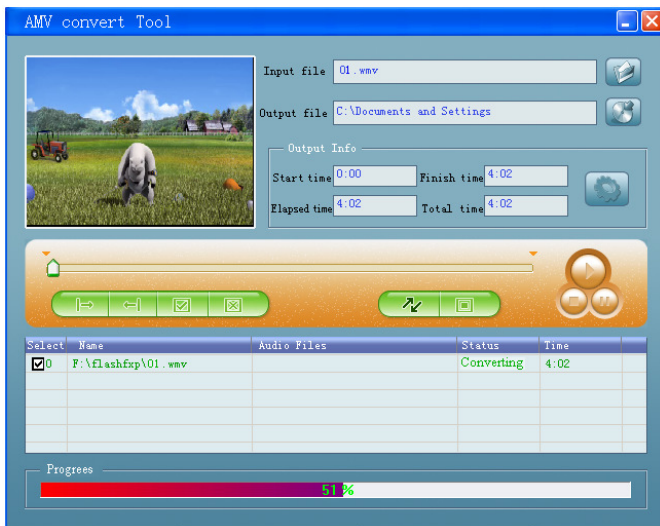 AMV convert Tool
Input file 01.wmv
Output file C:\Documents and Settings
Output Info
Start time 0:00 Finish time 4:02
Elapsed time 4:02 Total time 4:02
Select Name Audio Files Status Time
0 F:\flashfxp\01.wmv Converting 4:02
Progrees
51%